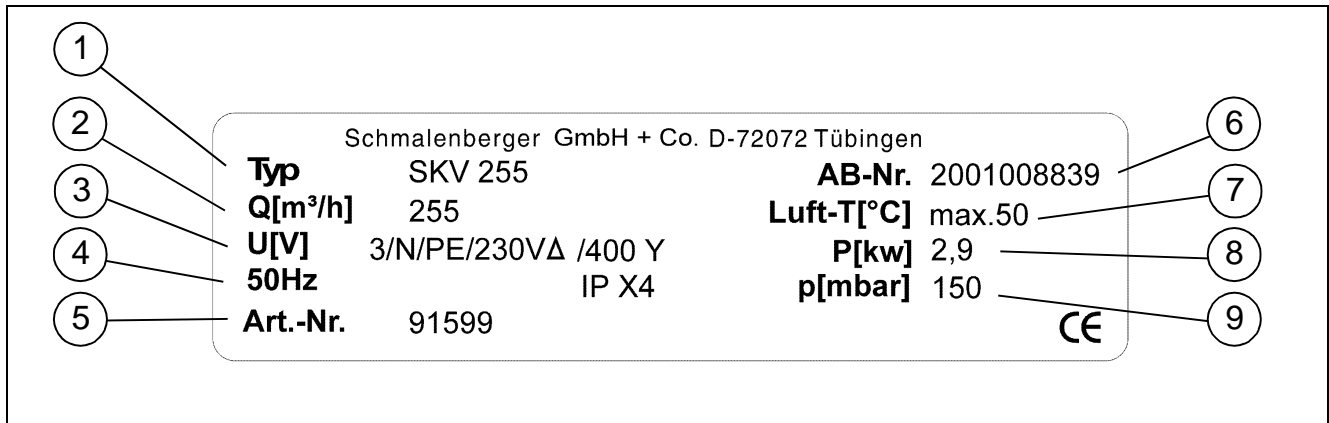 1
2
3
4
5
Schmalenberger GmbH + Co. D-72072 Tübingen
Typ SKV 255 AB-Nr. 2001008839
Q[m³/h] 255 Luft-T[°C] max.50
U[V] 3/N/PE/230VΔ /400 Y P[kw] 2,9
50Hz IP X4 p[mbar] 150
Art.-Nr. 91599 CE
6
7
8
9